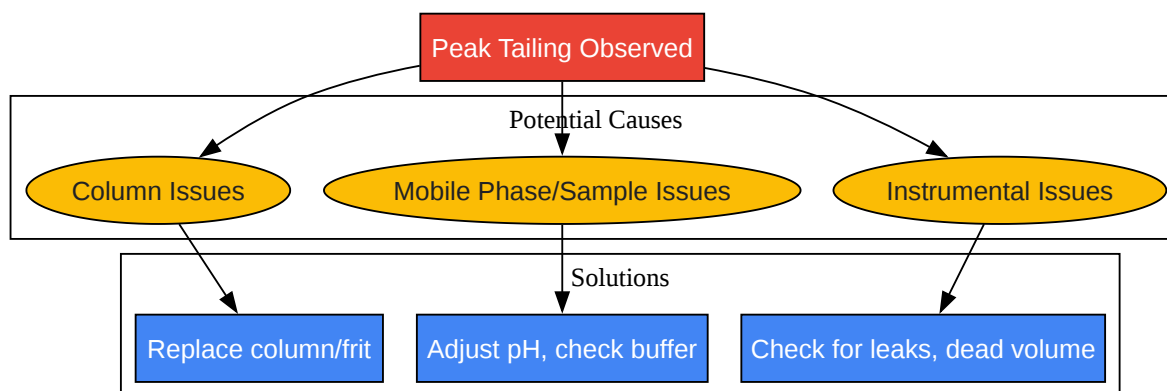 Peak Tailing Observed
Potential Causes
Column Issues
Mobile Phase/Sample Issues
Instrumental Issues
Solutions
Replace column/frit
Adjust pH, check buffer
Check for leaks, dead volume